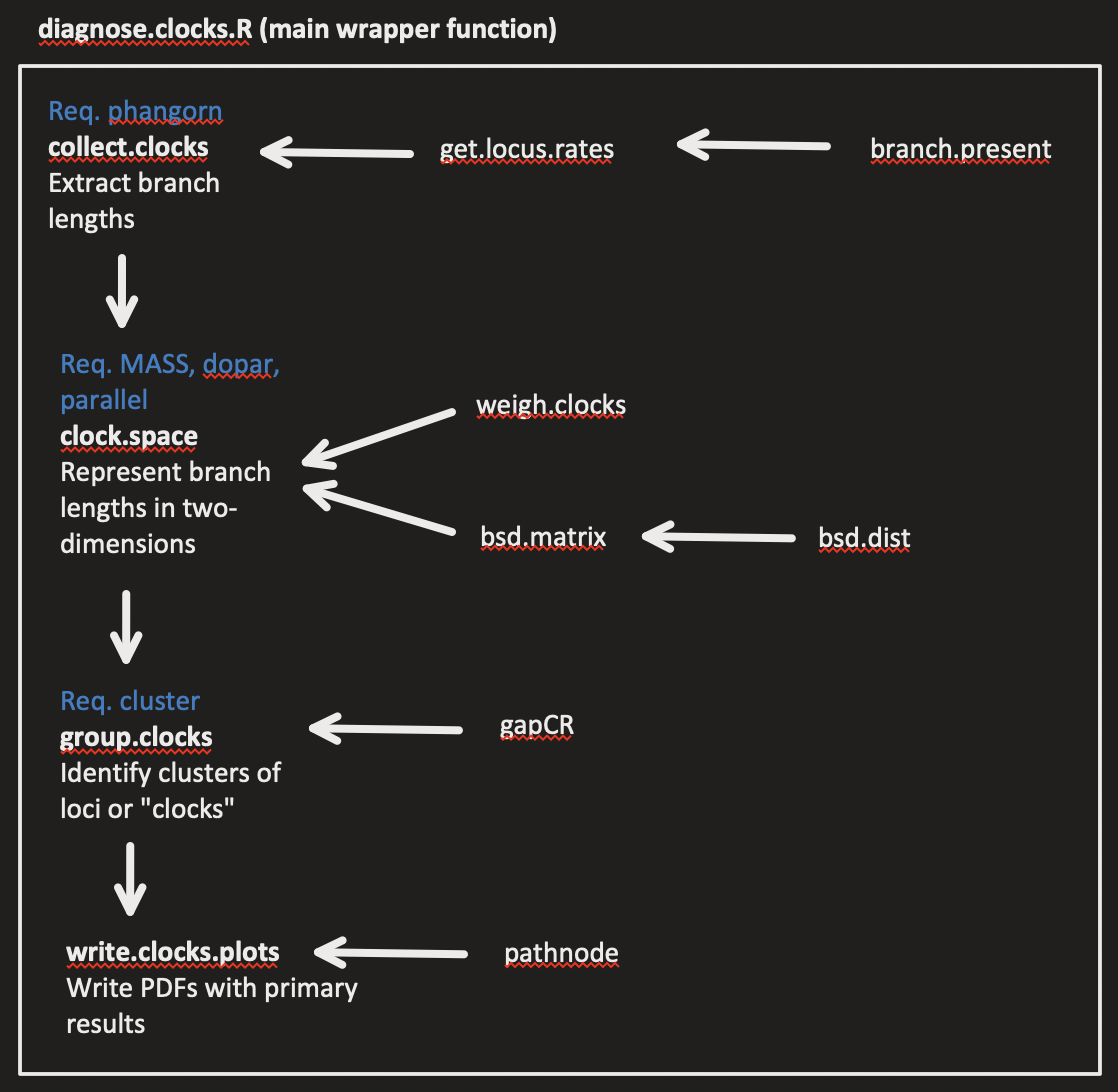 diagnose.clocks.R (main wrapper function)
Req. phangorn
collect.clocks
get.locus.rates
branch.present
Extract branch
lengths
Req. MASS, dopar,
parallel
weigh.clocks
clock.space
Represent branch
lengths in two-
dimensions
bsd.matrix
bsd.dist
Req. cluster
group.clocks
gapCR
Identify clusters of
loci or "clocks"
write.clocks.plots
pathnode
Write PDFs with primary
results